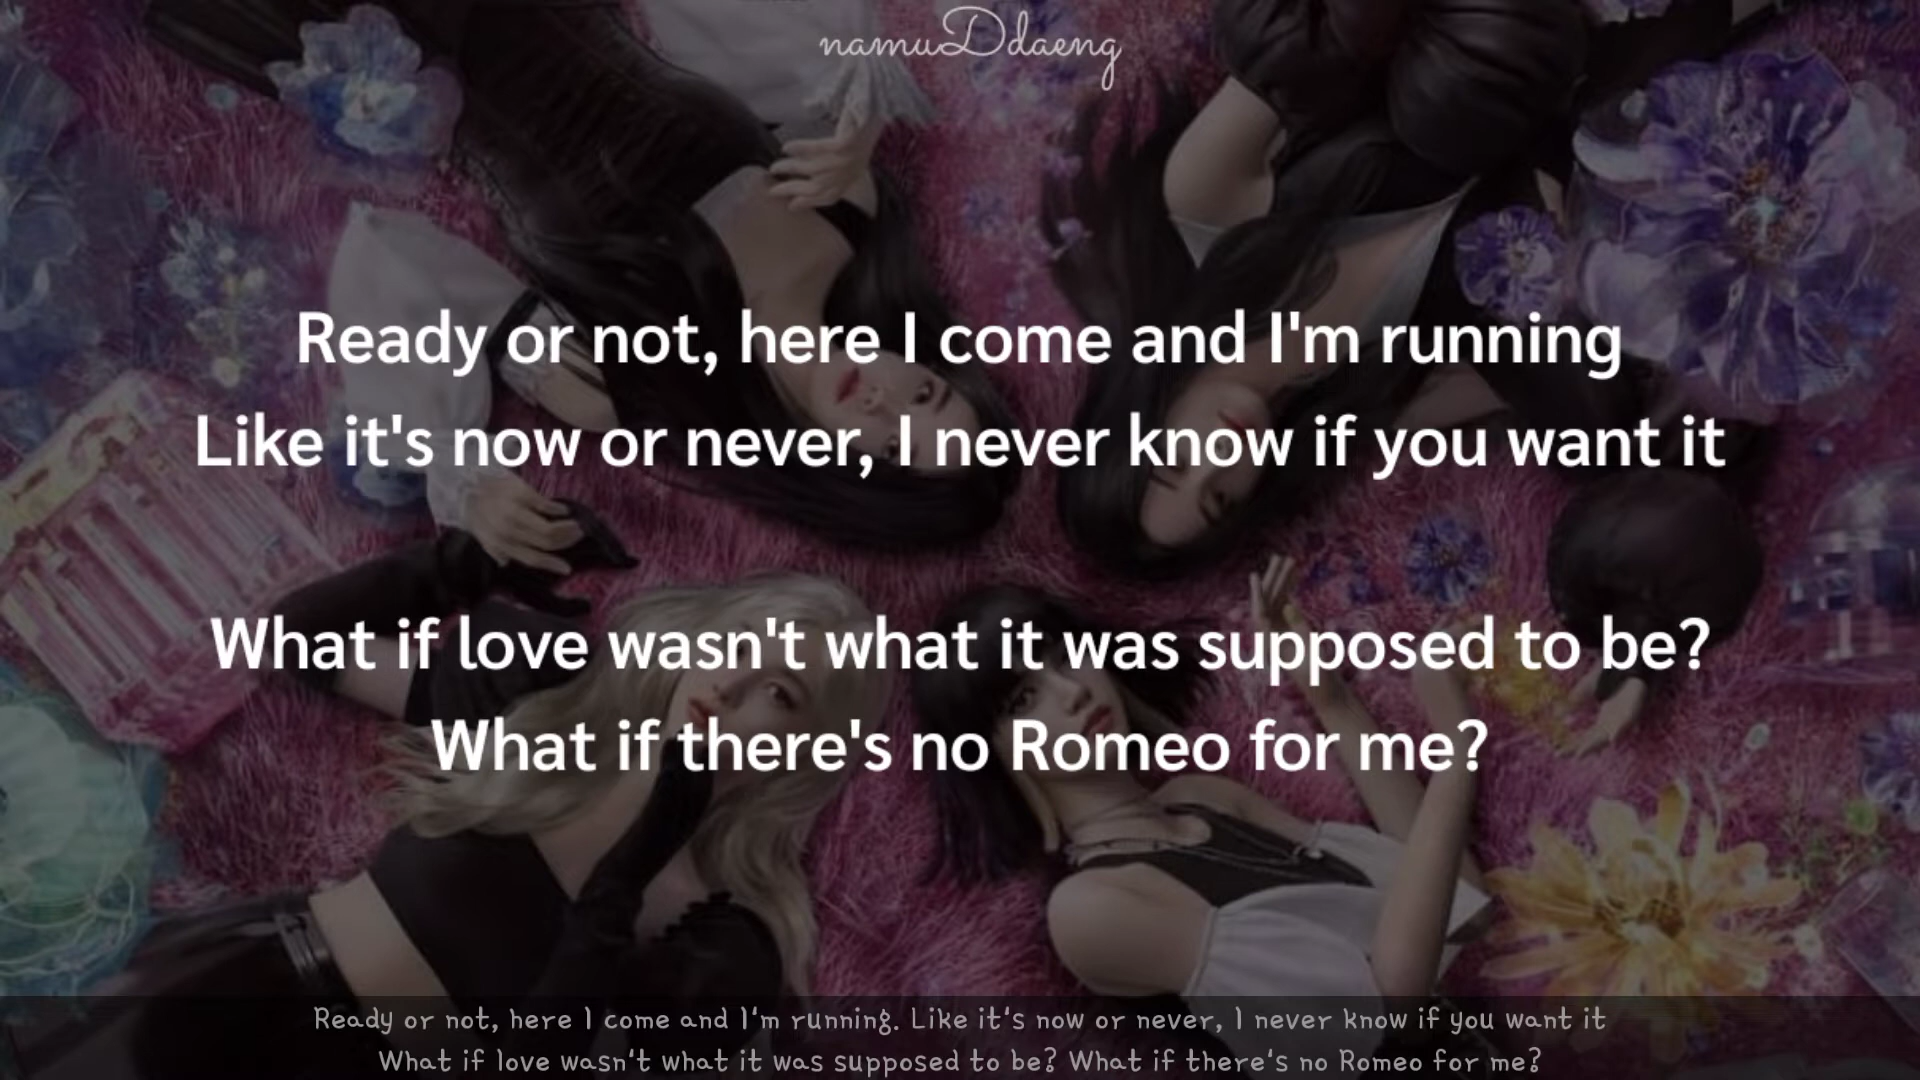 namuDdaeng
Ready or not, here I come and I'm running
Like it's now or never, I never know if you want it
What if love wasn't what it was supposed to be?
What if there's no Romeo for me?
Ready or not, here I come and I'm running. Like it's now or never, I never know if you want it
What if love wasn't what it was supposed to be? What if there's no Romeo for me?